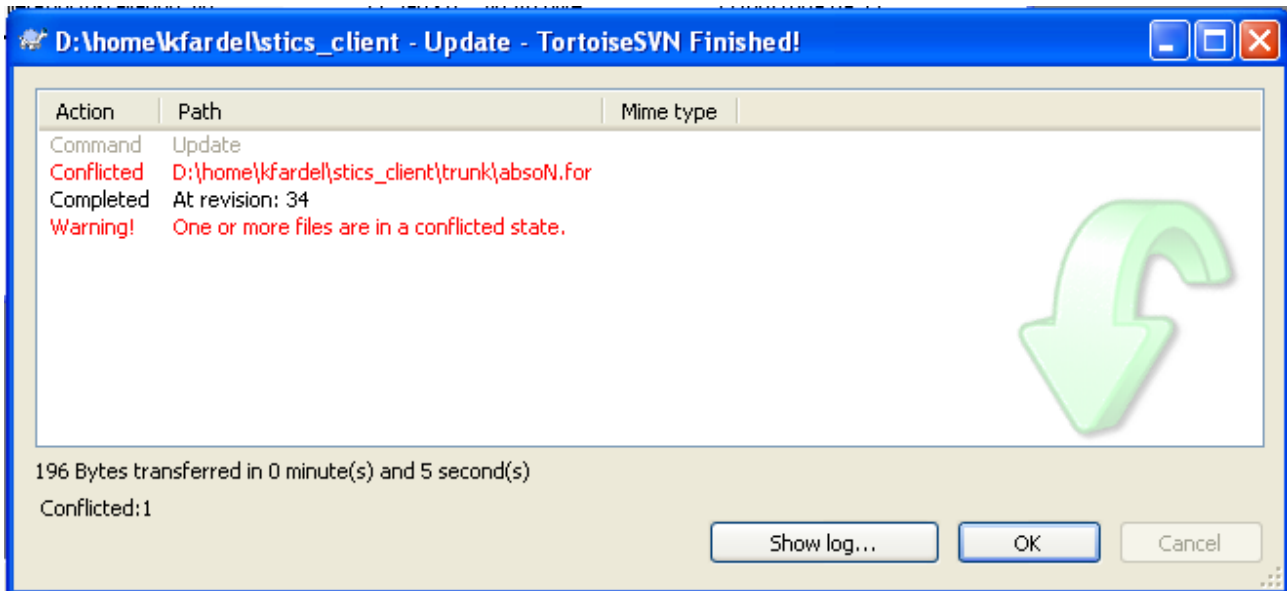 D:\home\kfardel\stics_client - Update - TortoiseSVN Finished!
Action Path Mime type
Command Update
Conflicted D:\home\kfardel\stics_client\trunk\absoN.for
Completed At revision: 34
Warning! One or more files are in a conflicted state.
196 Bytes transferred in 0 minute(s) and 5 second(s)
Conflicted:1
Show log... OK Cancel